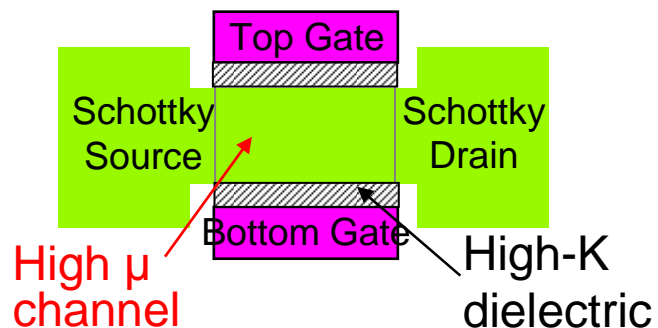 Top Gate
Schottky
Source
Schottky
Drain
Bottom Gate
High μ
channel
High-K
dielectric